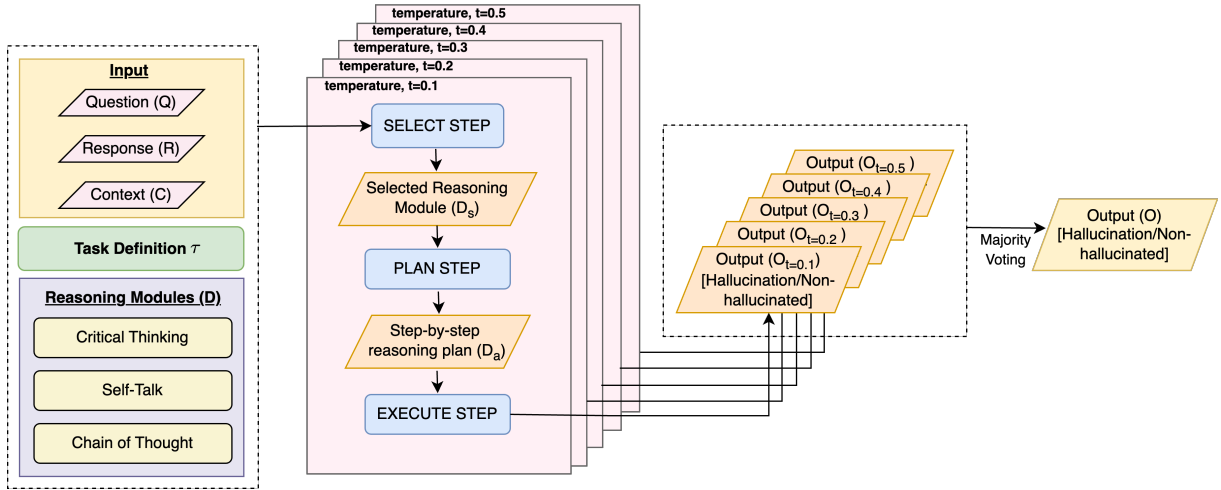 Input
Question (Q)
Response (R)
Context (C)
Task Definition τ
Reasoning Modules (D)
Critical Thinking
Self-Talk
Chain of Thought
temperature, t=0.5
temperature, t=0.4
temperature, t=0.3
temperature, t=0.2
temperature, t=0.1
SELECT STEP
Selected Reasoning
Module (Ds)
PLAN STEP
Step-by-step
reasoning plan (Da)
EXECUTE STEP
Output (Ot=0.5 )
Output (Ot=0.4 )
Output (Ot=0.3 )
Output (Ot=0.2 )
Output (Ot=0.1)
[Hallucination/Non-
hallucinated]
Majority
Voting
Output (O)
[Hallucination/Non-
hallucinated]